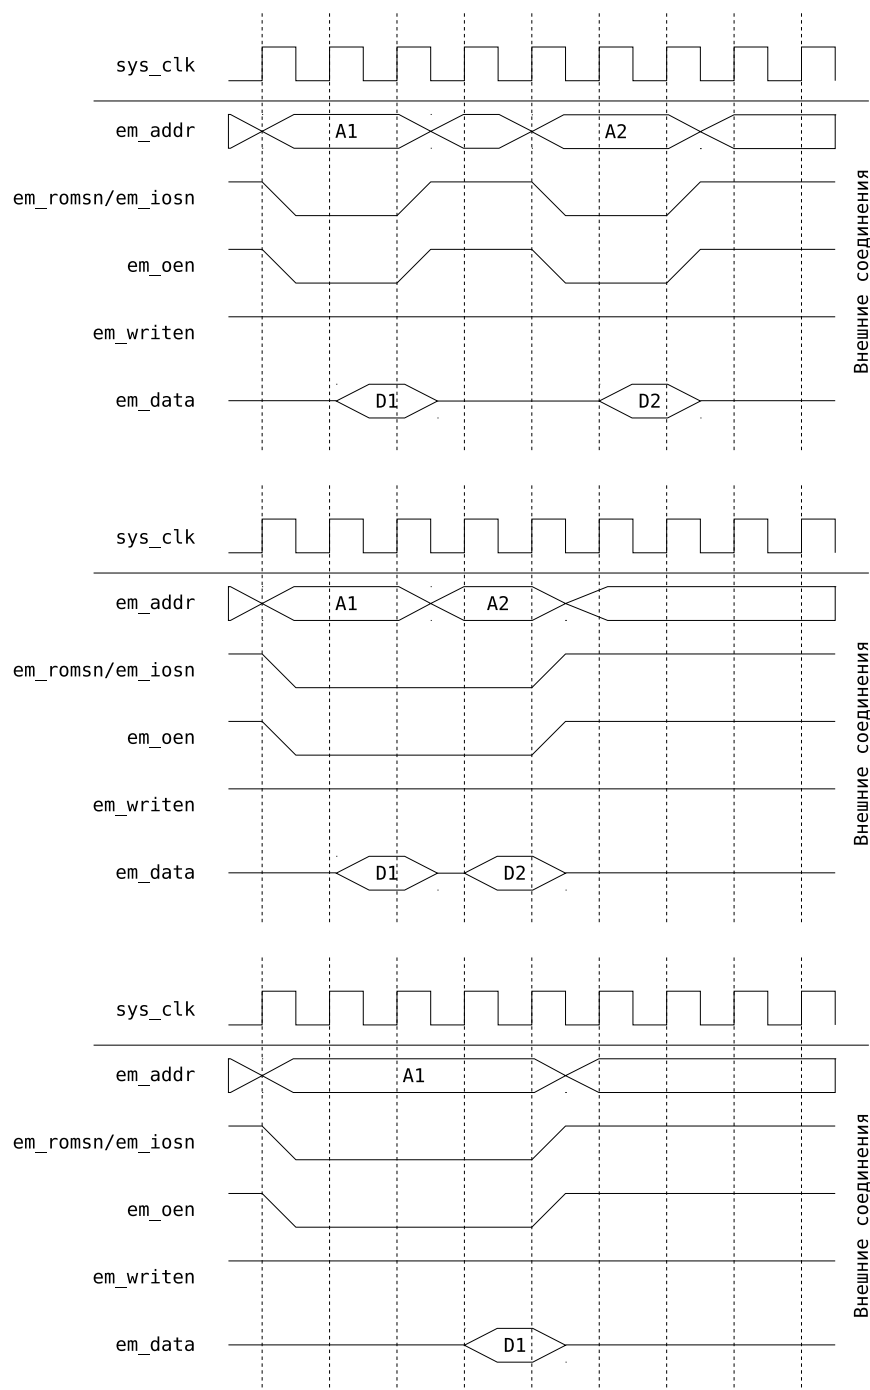 sys_clk
em_addr A1 A2
em_romsn/em_iosn
em_oen
em_writen
em_data D1 D2
Внешние соединения
sys_clk
em_addr A1 A2
em_romsn/em_iosn
em_oen
em_writen
em_data D1 D2
Внешние соединения
sys_clk
em_addr A1
em_romsn/em_iosn
em_oen
em_writen
em_data D1
Внешние соединения